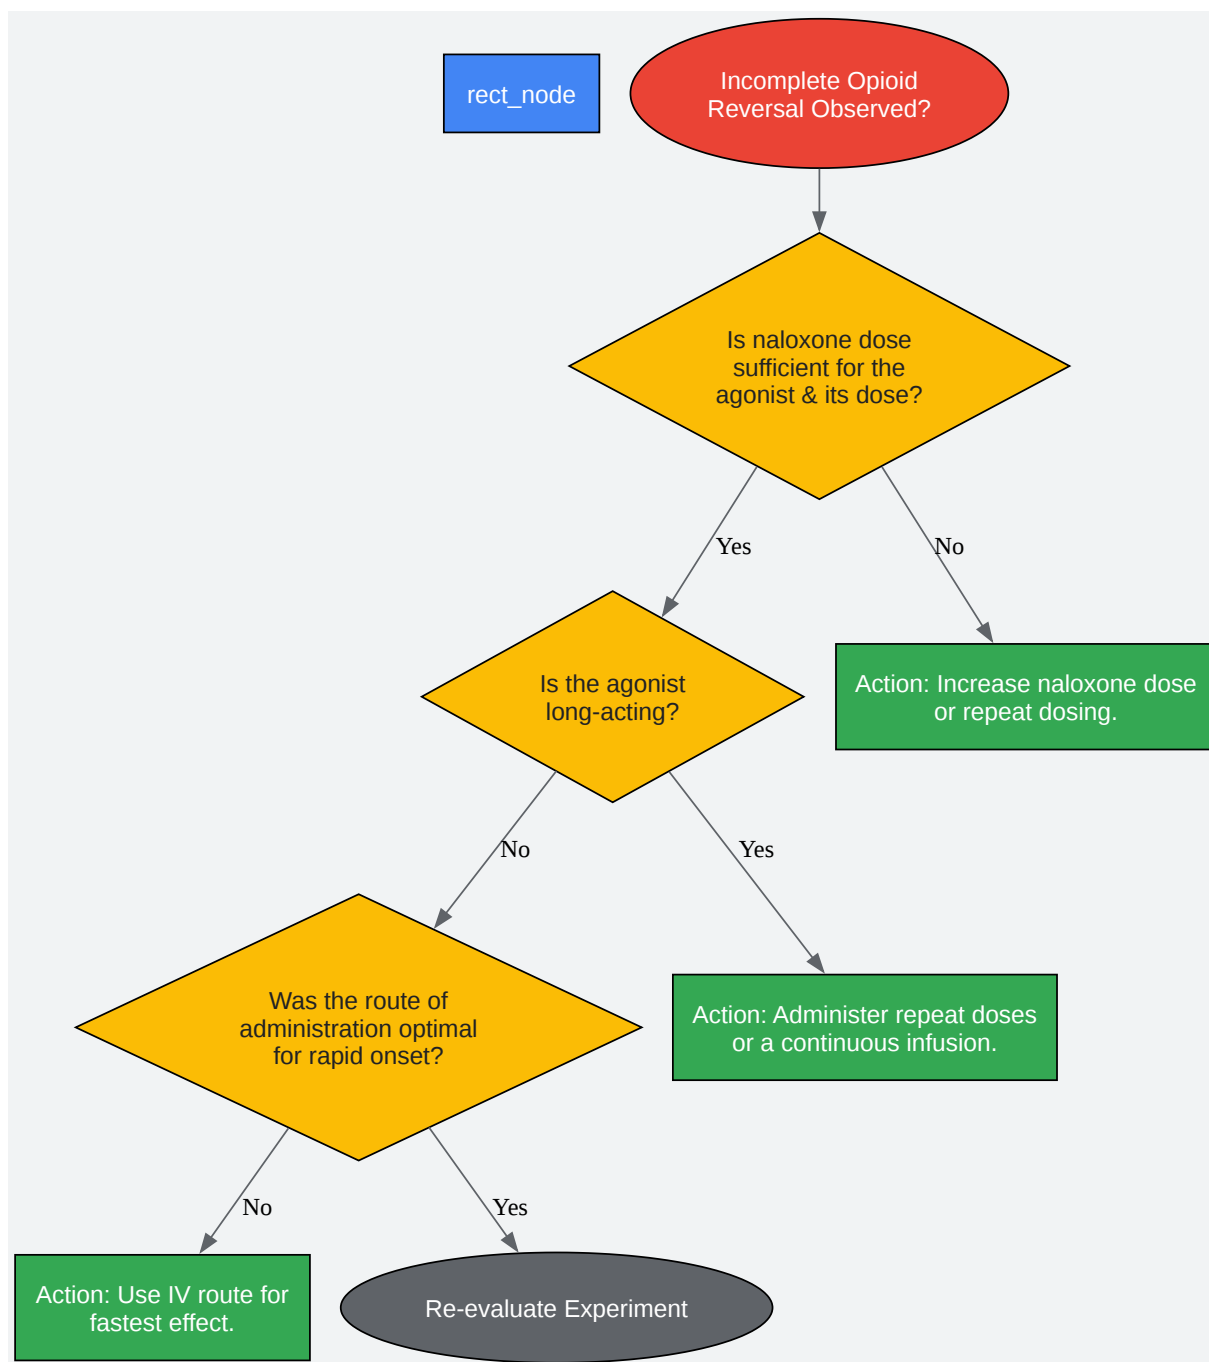 rect_node
Incomplete Opioid
Reversal Observed?
Is naloxone dose
sufficient for the
agonist & its dose?
Yes
No
Is the agonist
long-acting?
Action: Increase naloxone dose
or repeat dosing.
No
Yes
Was the route of
administration optimal
for rapid onset?
Action: Administer repeat doses
or a continuous infusion.
No
Yes
Action: Use IV route for
fastest effect.
Re-evaluate Experiment